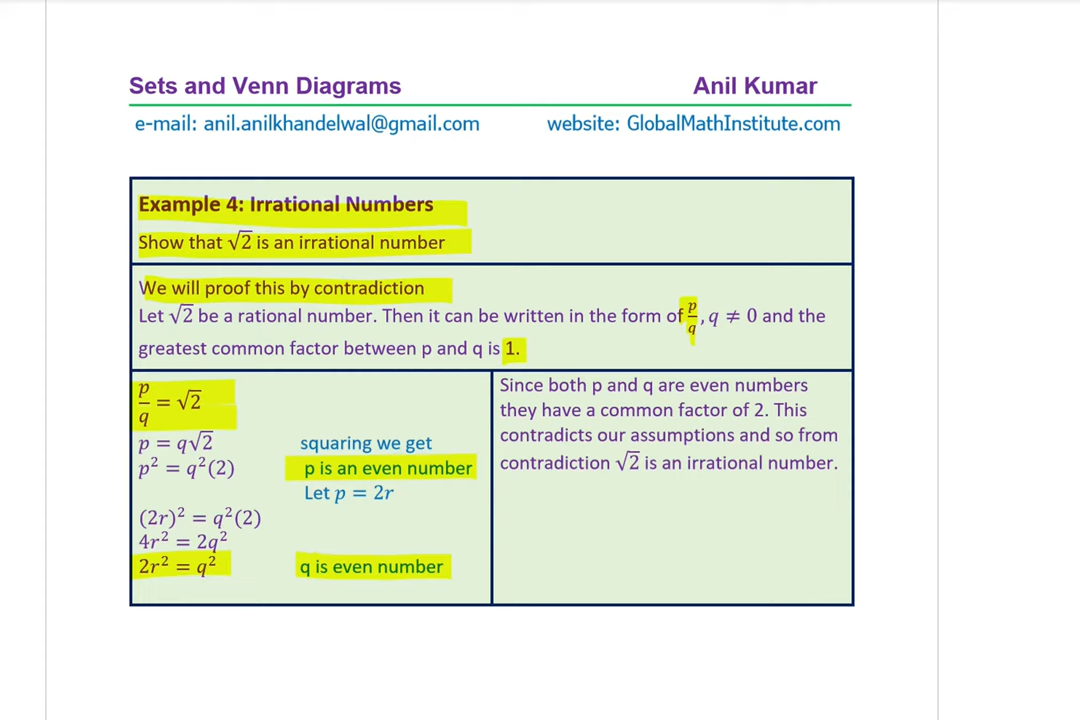 Sets and Venn Diagrams Anil Kumar
e-mail: anil.anilkhandelwal@gmail.com website: GlobalMathInstitute.com
Example 4: Irrational Numbers
Show that √2 is an irrational number
We will proof this by contradiction
Let √2 be a rational number. Then it can be written in the form of p/q, q ≠ 0 and the
greatest common factor between p and q is 1.
p/q = √2
p = q√2 squaring we get
p² = q²(2) p is an even number
Let p = 2r
(2r)² = q²(2)
4r² = 2q²
2r² = q² q is even number
Since both p and q are even numbers
they have a common factor of 2. This
contradicts our assumptions and so from
contradiction √2 is an irrational number.